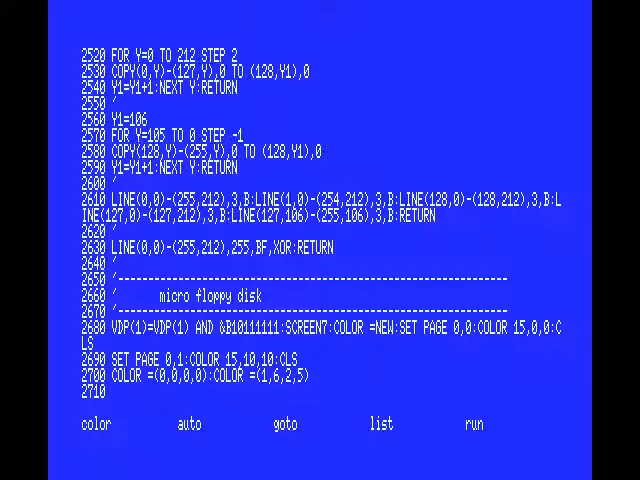 2520 FOR Y=0 TO 212 STEP 2
2530 COPY(0,Y)-(127,Y),0 TO (128,Y1),0
2540 Y1=Y1+1:NEXT Y:RETURN
2550 '
2560 Y1=106
2570 FOR Y=105 TO 0 STEP -1
2580 COPY(128,Y)-(255,Y),0 TO (128,Y1),0
2590 Y1=Y1+1:NEXT Y:RETURN
2600 '
2610 LINE(0,0)-(255,212),3,B:LINE(1,0)-(254,212),3,B:LINE(128,0)-(128,212),3,B:L
INE(127,0)-(127,212),3,B:LINE(127,106)-(255,106),3,B:RETURN
2620 '
2630 LINE(0,0)-(255,212),255,BF,XOR:RETURN
2640 '
2650 '-----------------------------------------------------------------
2660 '       micro floppy disk
2670 '-----------------------------------------------------------------
2680 VDP(1)=VDP(1) AND &B10111111:SCREEN7:COLOR =NEW:SET PAGE 0,0:COLOR 15,0,0:C
LS
2690 SET PAGE 0,1:COLOR 15,10,10:CLS
2700 COLOR =(0,0,0,0):COLOR =(1,6,2,5)
2710
color auto goto list run